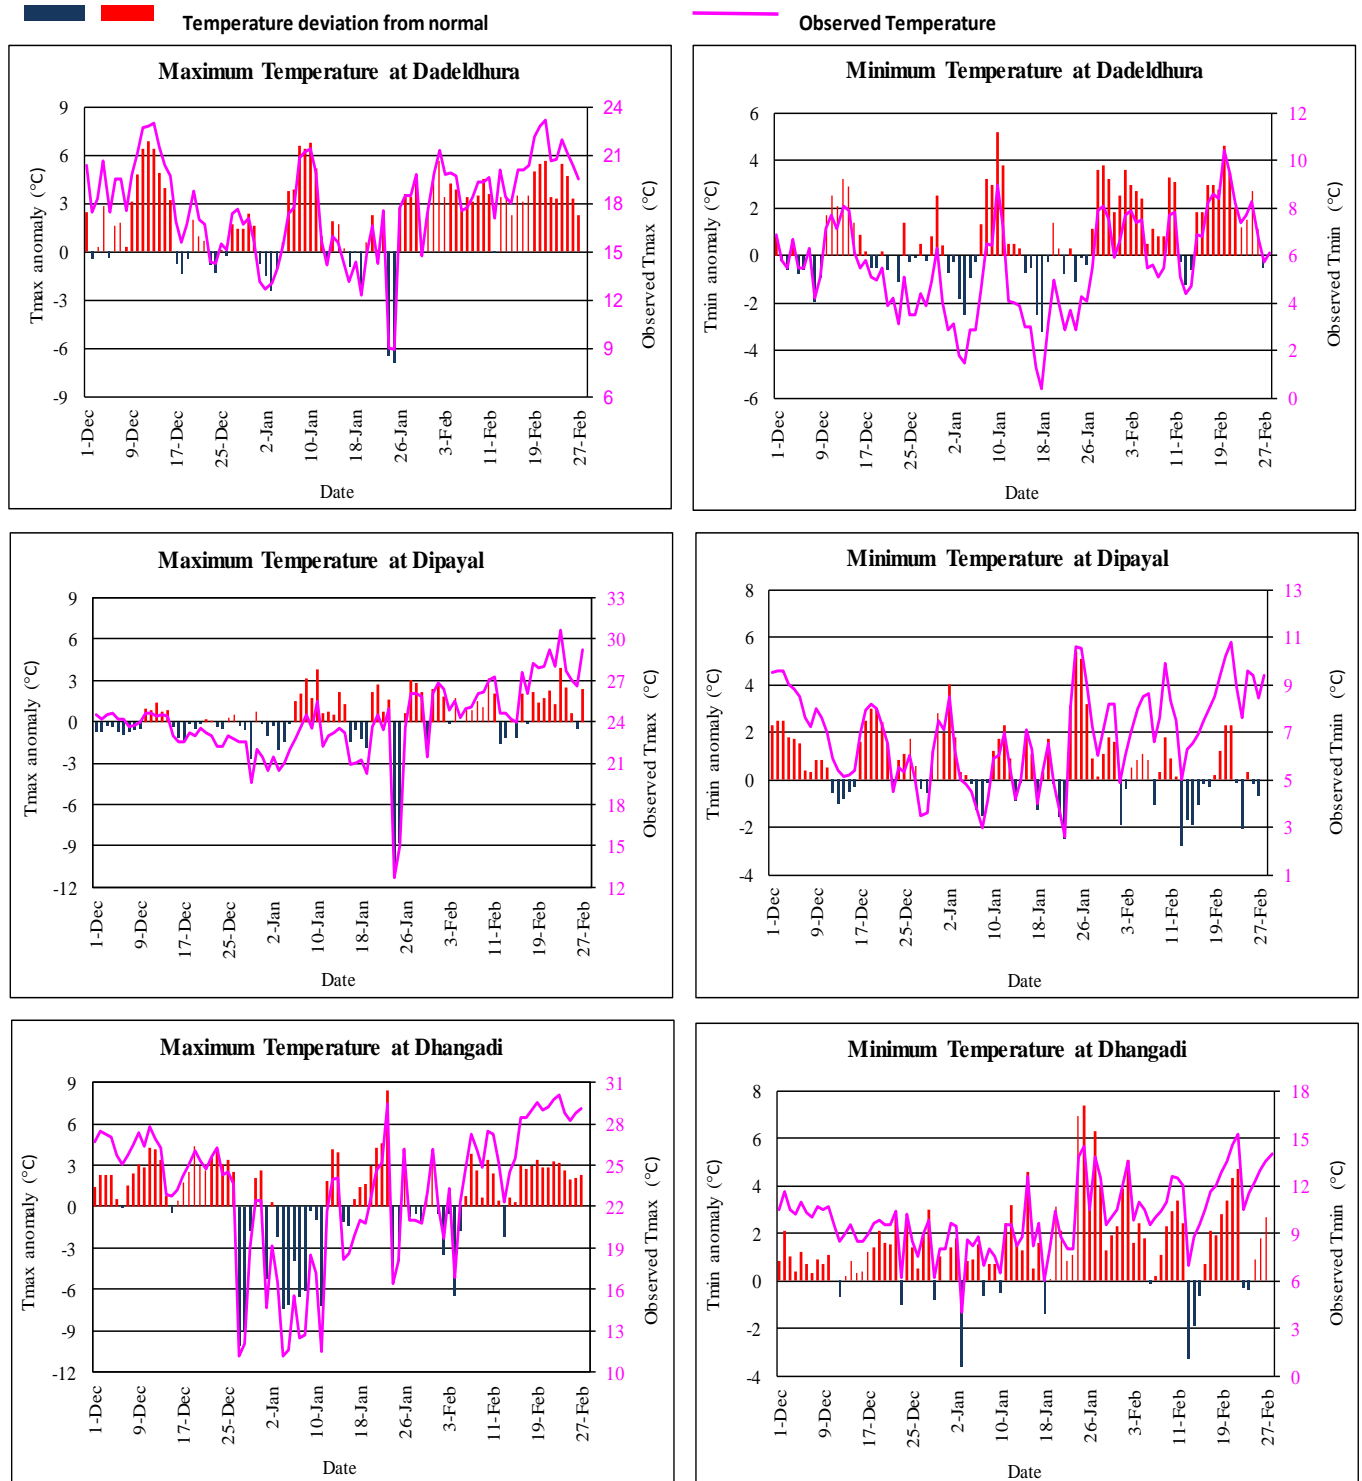 Temperature deviation from normal
Observed Temperature
Maximum Temperature at Dadeldhura
9
6
3
0
-3
-6
-9
24
21
18
15
12
9
6
Tmax anomaly (°C)
Observed Tmax (°C)
1-Dec
9-Dec
17-Dec
25-Dec
2-Jan
10-Jan
18-Jan
26-Jan
3-Feb
11-Feb
19-Feb
27-Feb
Date
Minimum Temperature at Dadeldhura
6
4
2
0
-2
-4
-6
12
10
8
6
4
2
0
Tmin anomaly (°C)
Observed Tmin (°C)
1-Dec
9-Dec
17-Dec
25-Dec
2-Jan
10-Jan
18-Jan
26-Jan
3-Feb
11-Feb
19-Feb
27-Feb
Date
Maximum Temperature at Dipayal
9
6
3
0
-3
-6
-9
-12
33
30
27
24
21
18
15
12
Tmax anomaly (°C)
Observed Tmax (°C)
1-Dec
9-Dec
17-Dec
25-Dec
2-Jan
10-Jan
18-Jan
26-Jan
3-Feb
11-Feb
19-Feb
27-Feb
Date
Minimum Temperature at Dipayal
8
6
4
2
0
-2
-4
13
11
9
7
5
3
1
Tmin anomaly (°C)
Observed Tmin (°C)
1-Dec
9-Dec
17-Dec
25-Dec
2-Jan
10-Jan
18-Jan
26-Jan
3-Feb
11-Feb
19-Feb
27-Feb
Date
Maximum Temperature at Dhangadi
9
6
3
0
-3
-6
-9
-12
31
28
25
22
19
16
13
10
Tmax anomaly (°C)
Observed Tmax (°C)
1-Dec
9-Dec
17-Dec
25-Dec
2-Jan
10-Jan
18-Jan
26-Jan
3-Feb
11-Feb
19-Feb
27-Feb
Date
Minimum Temperature at Dhangadi
8
6
4
2
0
-2
-4
18
15
12
9
6
3
0
Tmin anomaly (°C)
Observed Tmin (°C)
1-Dec
9-Dec
17-Dec
25-Dec
2-Jan
10-Jan
18-Jan
26-Jan
3-Feb
11-Feb
19-Feb
27-Feb
Date